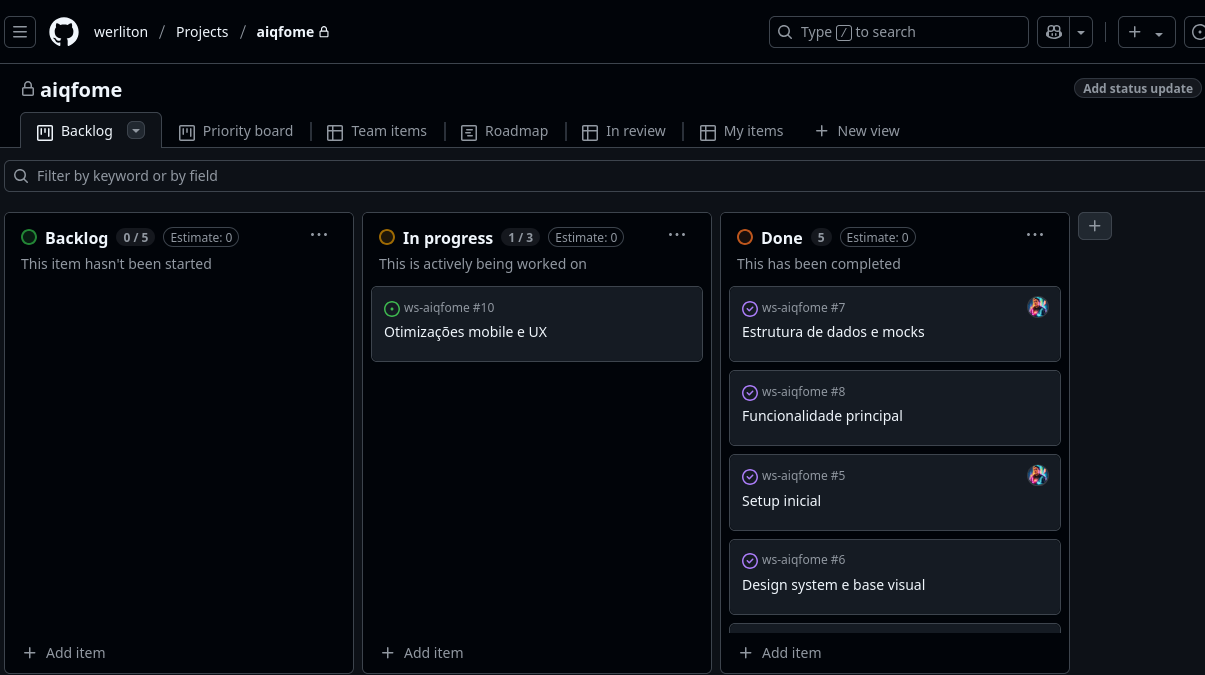 werliton / Projects / aiqfome
Type / to search
aiqfome
Add status update
Backlog
Priority board
Team items
Roadmap
In review
My items
New view
Filter by keyword or by field
Backlog 0 / 5 Estimate: 0
This item hasn't been started
Add item
In progress 1 / 3 Estimate: 0
This is actively being worked on
ws-aiqfome #10
Otimizações mobile e UX
Add item
Done 5 Estimate: 0
This has been completed
ws-aiqfome #7
Estrutura de dados e mocks
ws-aiqfome #8
Funcionalidade principal
ws-aiqfome #5
Setup inicial
ws-aiqfome #6
Design system e base visual
Add item